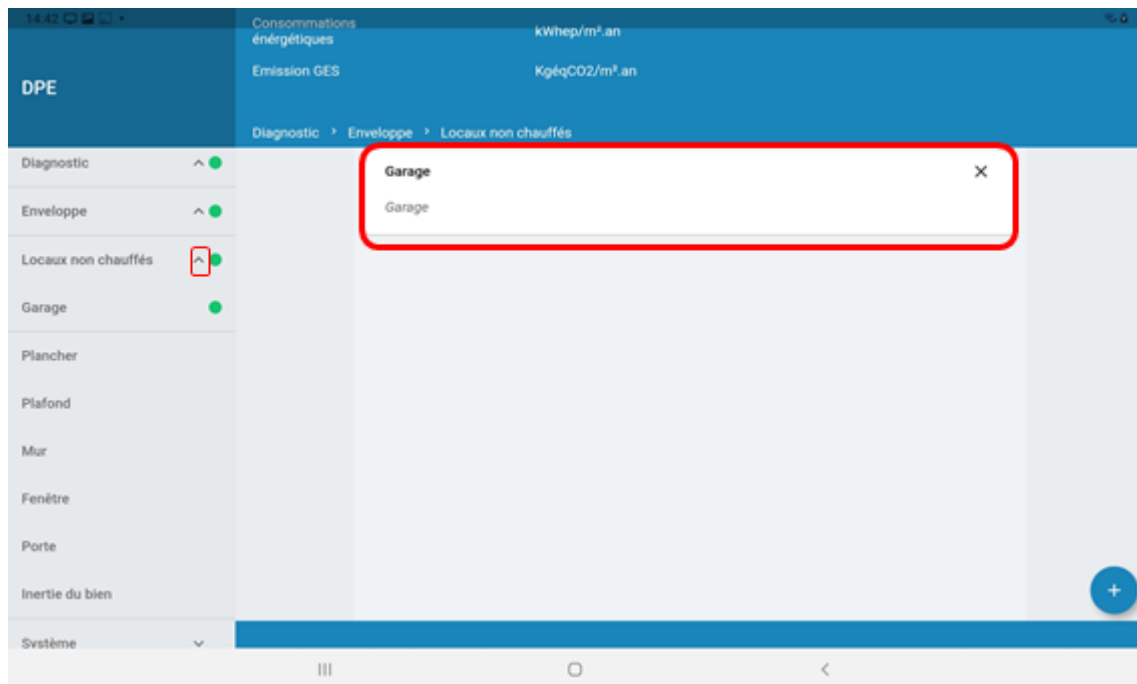 14:42
Consommations
énérgétiques
kWhep/m².an
Emission GES
KgéqCO2/m².an
DPE
Diagnostic > Enveloppe > Locaux non chauffés
Diagnostic
Garage
Garage
Enveloppe
Locaux non chauffés
Garage
Plancher
Plafond
Mur
Fenêtre
Porte
Inertie du bien
Système